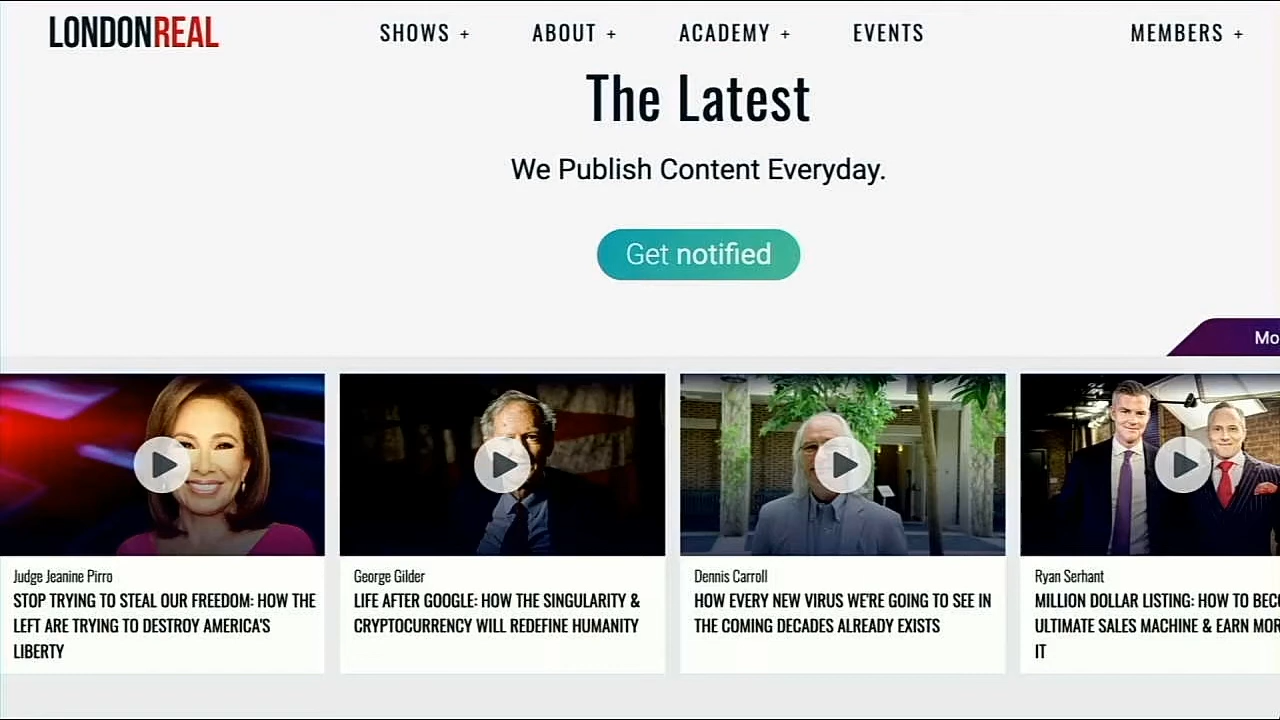 LONDONREAL
SHOWS +
ABOUT +
ACADEMY +
EVENTS
MEMBERS +
The Latest
We Publish Content Everyday.
Get notified
Mo
Judge Jeanine Pirro
STOP TRYING TO STEAL OUR FREEDOM: HOW THE
LEFT ARE TRYING TO DESTROY AMERICA'S
LIBERTY
George Gilder
LIFE AFTER GOOGLE: HOW THE SINGULARITY &
CRYPTOCURRENCY WILL REDEFINE HUMANITY
Dennis Carroll
HOW EVERY NEW VIRUS WE'RE GOING TO SEE IN
THE COMING DECADES ALREADY EXISTS
Ryan Serhant
MILLION DOLLAR LISTING: HOW TO BECO
ULTIMATE SALES MACHINE & EARN MOR
IT